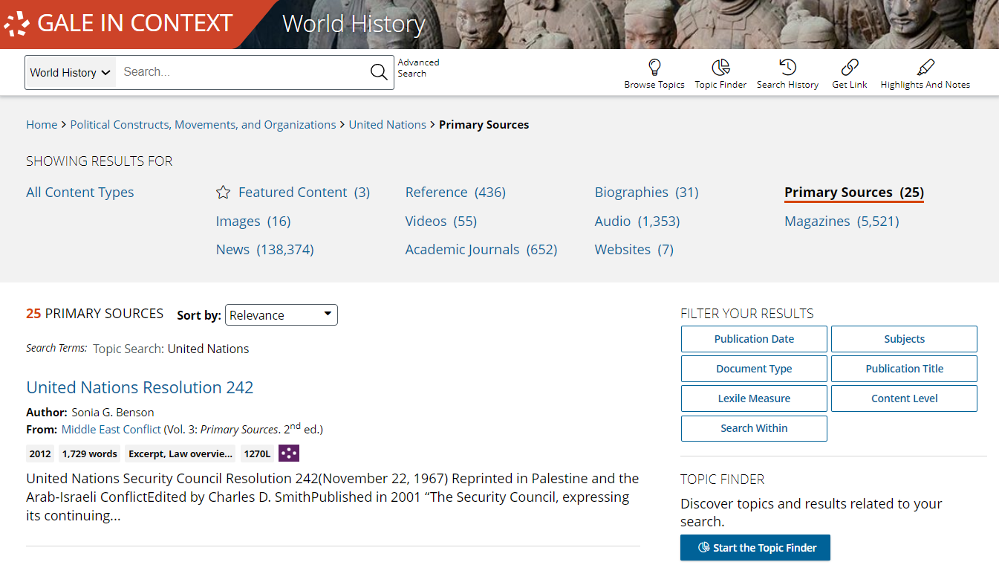 GALE IN CONTEXT
World History
World History
Search...
Advanced
Search
Browse Topics
Topic Finder
Search History
Get Link
Highlights And Notes
Home > Political Constructs, Movements, and Organizations > United Nations > Primary Sources
SHOWING RESULTS FOR
All Content Types
Featured Content (3)
Reference (436)
Biographies (31)
Primary Sources (25)
Images (16)
Videos (55)
Audio (1,353)
Magazines (5,521)
News (138,374)
Academic Journals (652)
Websites (7)
25 PRIMARY SOURCES
Sort by: Relevance
Search Terms: Topic Search: United Nations
United Nations Resolution 242
Author: Sonia G. Benson
From: Middle East Conflict (Vol. 3: Primary Sources. 2nd ed.)
2012 1,729 words Excerpt, Law overvie... 1270L
United Nations Security Council Resolution 242(November 22, 1967) Reprinted in Palestine and the
Arab-Israeli ConflictEdited by Charles D. SmithPublished in 2001 “The Security Council, expressing
its continuing...
FILTER YOUR RESULTS
Publication Date
Subjects
Document Type
Publication Title
Lexile Measure
Content Level
Search Within
TOPIC FINDER
Discover topics and results related to your
search.
Start the Topic Finder